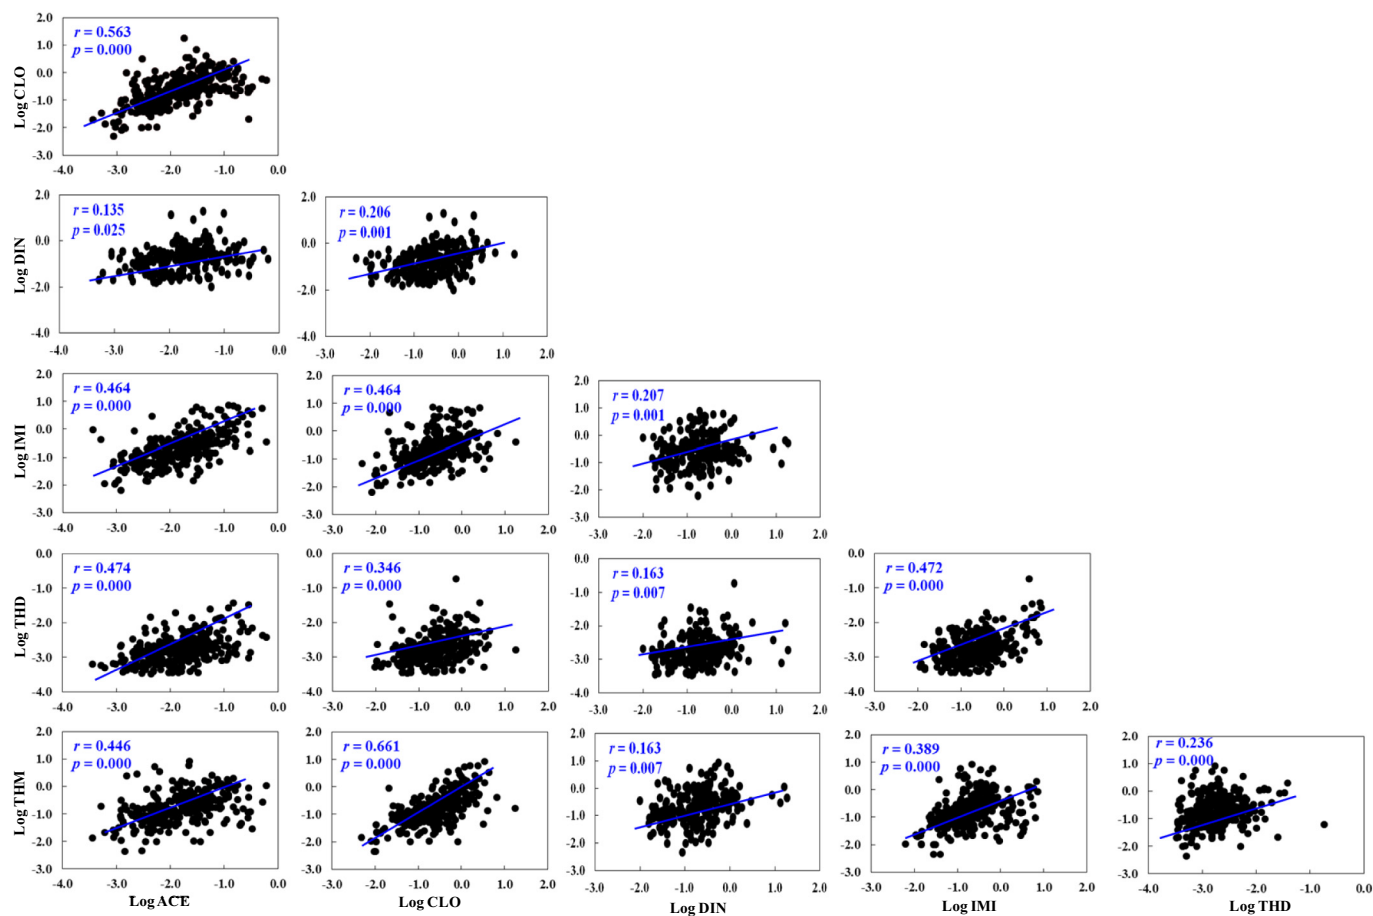 2.0
1.0
0.0
-1.0
-2.0
-3.0
Log CLO
r = 0.563
p = 0.000
-4.0 -3.0 -2.0 -1.0 0.0
2.0
0.0
-2.0
-4.0
Log DIN
r = 0.135
p = 0.025
-4.0 -3.0 -2.0 -1.0 0.0
2.0
0.0
-2.0
-4.0
r = 0.206
p = 0.001
-3.0 -2.0 -1.0 0.0 1.0 2.0
2.0
1.0
0.0
-1.0
-2.0
-3.0
Log IMI
r = 0.464
p = 0.000
-4.0 -3.0 -2.0 -1.0 0.0
2.0
1.0
0.0
-1.0
-2.0
-3.0
r = 0.464
p = 0.000
-3.0 -2.0 -1.0 0.0 1.0 2.0
2.0
1.0
0.0
-1.0
-2.0
-3.0
r = 0.207
p = 0.001
-3.0 -2.0 -1.0 0.0 1.0 2.0
0.0
-1.0
-2.0
-3.0
-4.0
Log THD
r = 0.474
p = 0.000
-4.0 -3.0 -2.0 -1.0 0.0
0.0
-1.0
-2.0
-3.0
-4.0
r = 0.346
p = 0.000
-3.0 -2.0 -1.0 0.0 1.0 2.0
0.0
-1.0
-2.0
-3.0
-4.0
r = 0.163
p = 0.007
-3.0 -2.0 -1.0 0.0 1.0 2.0
0.0
-1.0
-2.0
-3.0
-4.0
r = 0.472
p = 0.000
-3.0 -2.0 -1.0 0.0 1.0 2.0
2.0
1.0
0.0
-1.0
-2.0
-3.0
Log THM
r = 0.446
p = 0.000
-4.0 -3.0 -2.0 -1.0 0.0
Log ACE
2.0
1.0
0.0
-1.0
-2.0
-3.0
r = 0.661
p = 0.000
-3.0 -2.0 -1.0 0.0 1.0 2.0
Log CLO
2.0
1.0
0.0
-1.0
-2.0
-3.0
r = 0.163
p = 0.007
-3.0 -2.0 -1.0 0.0 1.0 2.0
Log DIN
2.0
1.0
0.0
-1.0
-2.0
-3.0
r = 0.389
p = 0.000
-3.0 -2.0 -1.0 0.0 1.0 2.0
Log IMI
2.0
1.0
0.0
-1.0
-2.0
-3.0
r = 0.236
p = 0.000
-4.0 -3.0 -2.0 -1.0 0.0
Log THD